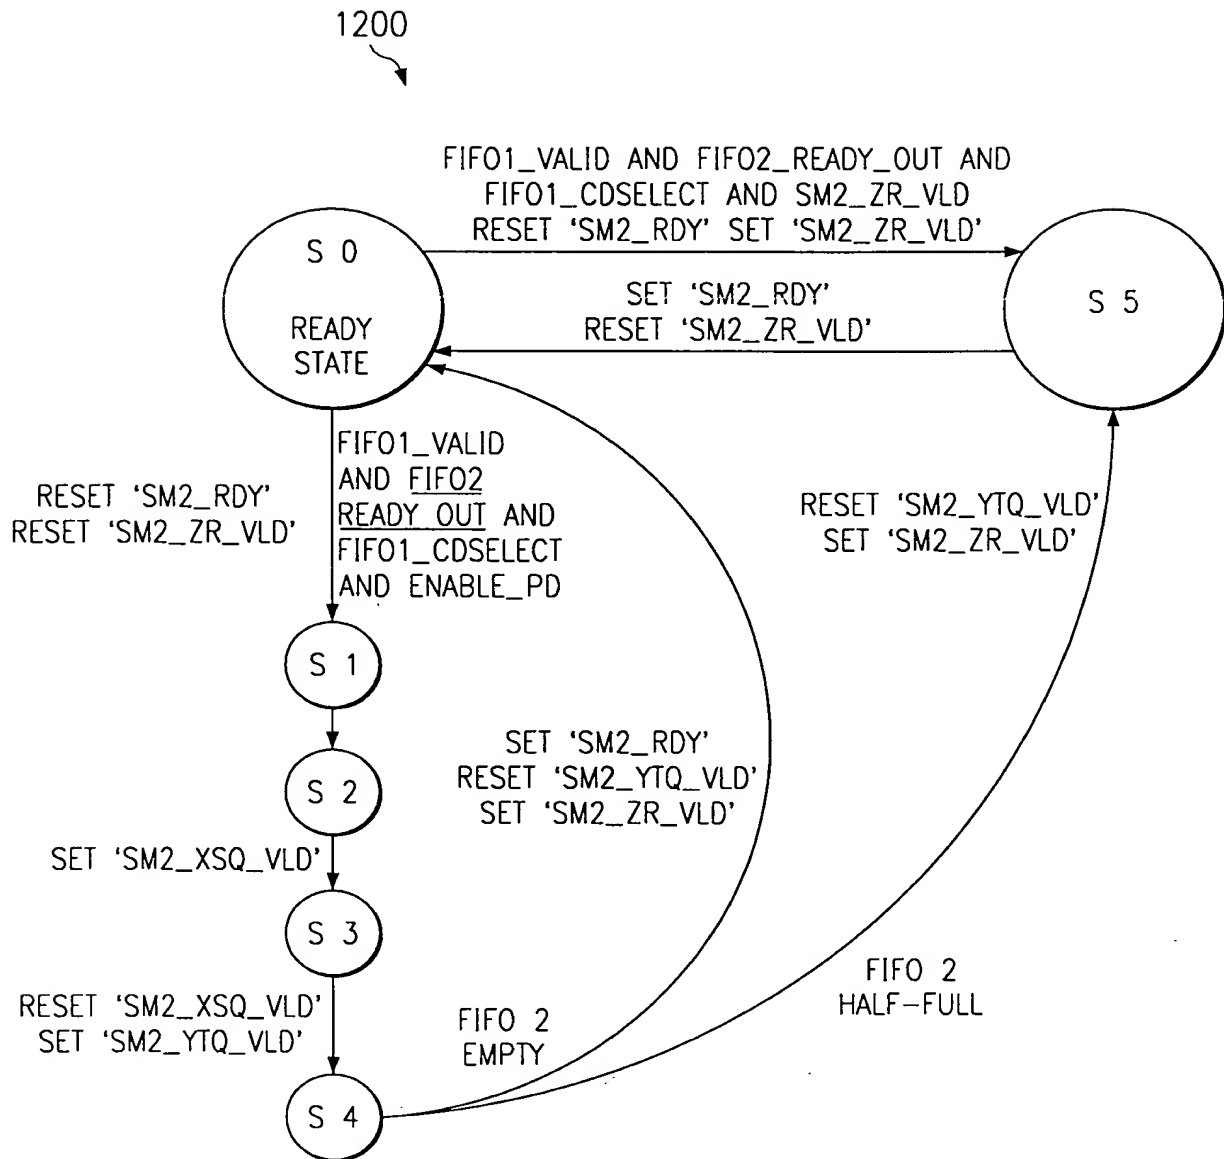 1200
FIFO1_VALID AND FIFO2_READY_OUT AND
FIFO1_CDSELECT AND SM2_ZR_VLD
RESET ‘SM2_RDY’ SET ‘SM2_ZR_VLD’
S 0
READY
STATE
SET ‘SM2_RDY’
RESET ‘SM2_ZR_VLD’
S 5
RESET ‘SM2_RDY’
RESET ‘SM2_ZR_VLD’
FIFO1_VALID
AND FIFO2
READY OUT AND
FIFO1_CDSELECT
AND ENABLE_PD
RESET ‘SM2_YTQ_VLD’
SET ‘SM2_ZR_VLD’
S 1
S 2
SET ‘SM2_RDY’
RESET ‘SM2_YTQ_VLD’
SET ‘SM2_ZR_VLD’
SET ‘SM2_XSQ_VLD’
S 3
RESET ‘SM2_XSQ_VLD’
SET ‘SM2_YTQ_VLD’
FIFO 2
EMPTY
FIFO 2
HALF-FULL
S 4